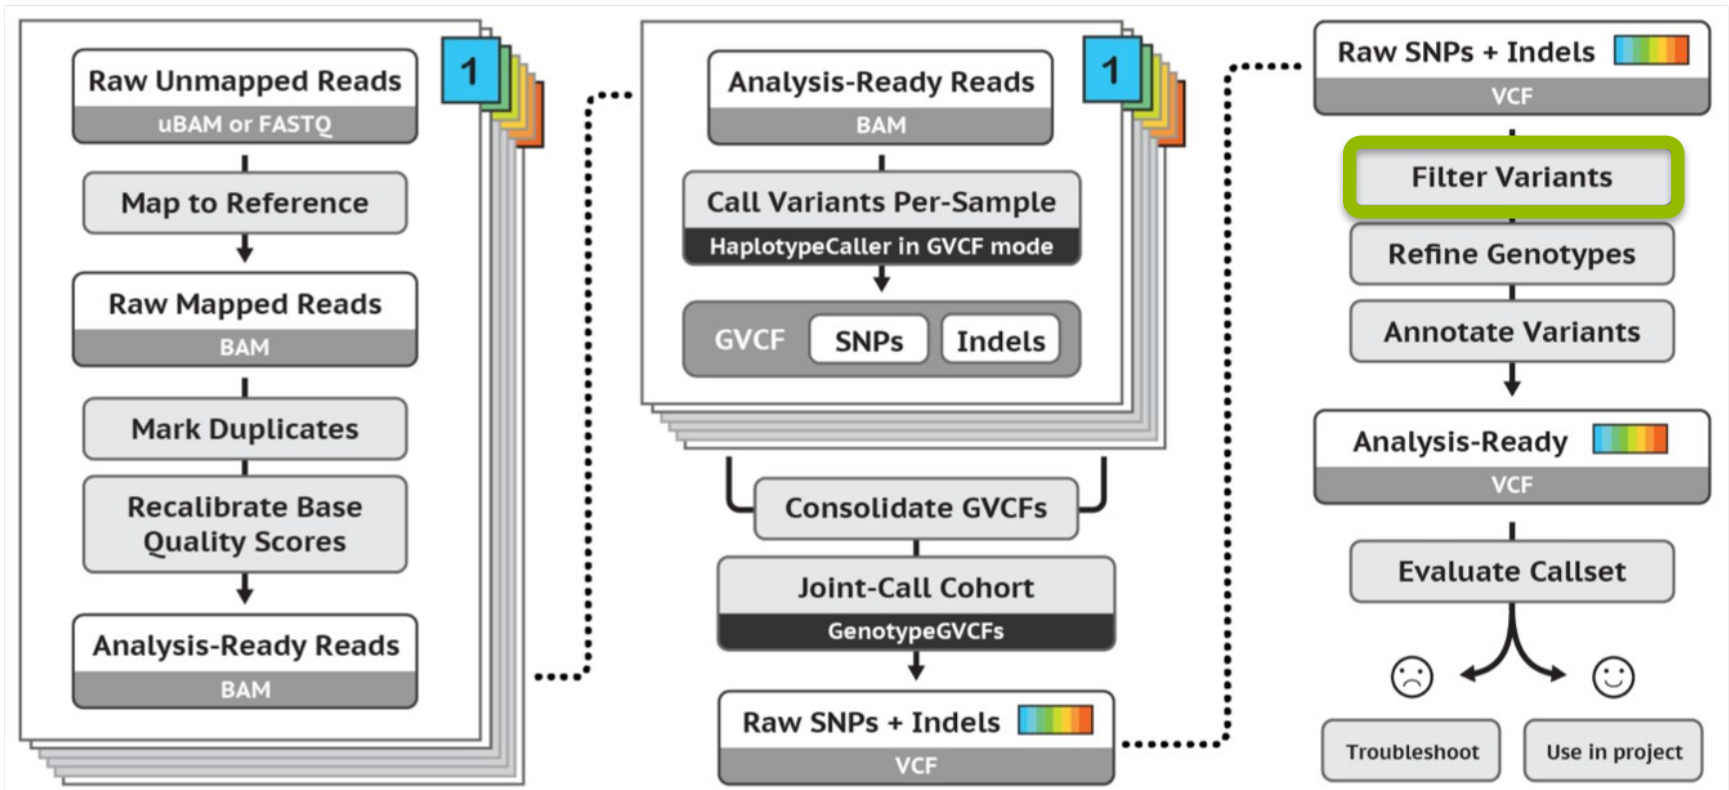 1
Raw Unmapped Reads
uBAM or FASTQ
Map to Reference
Raw Mapped Reads
BAM
Mark Duplicates
Recalibrate Base
Quality Scores
Analysis-Ready Reads
BAM
1
Analysis-Ready Reads
BAM
Call Variants Per-Sample
HaplotypeCaller in GVCF mode
GVCF SNPs Indels
Consolidate GVCFs
Joint-Call Cohort
GenotypeGVCFs
Raw SNPs + Indels
VCF
Raw SNPs + Indels
VCF
Filter Variants
Refine Genotypes
Annotate Variants
Analysis-Ready
VCF
Evaluate Callset
Troubleshoot
Use in project